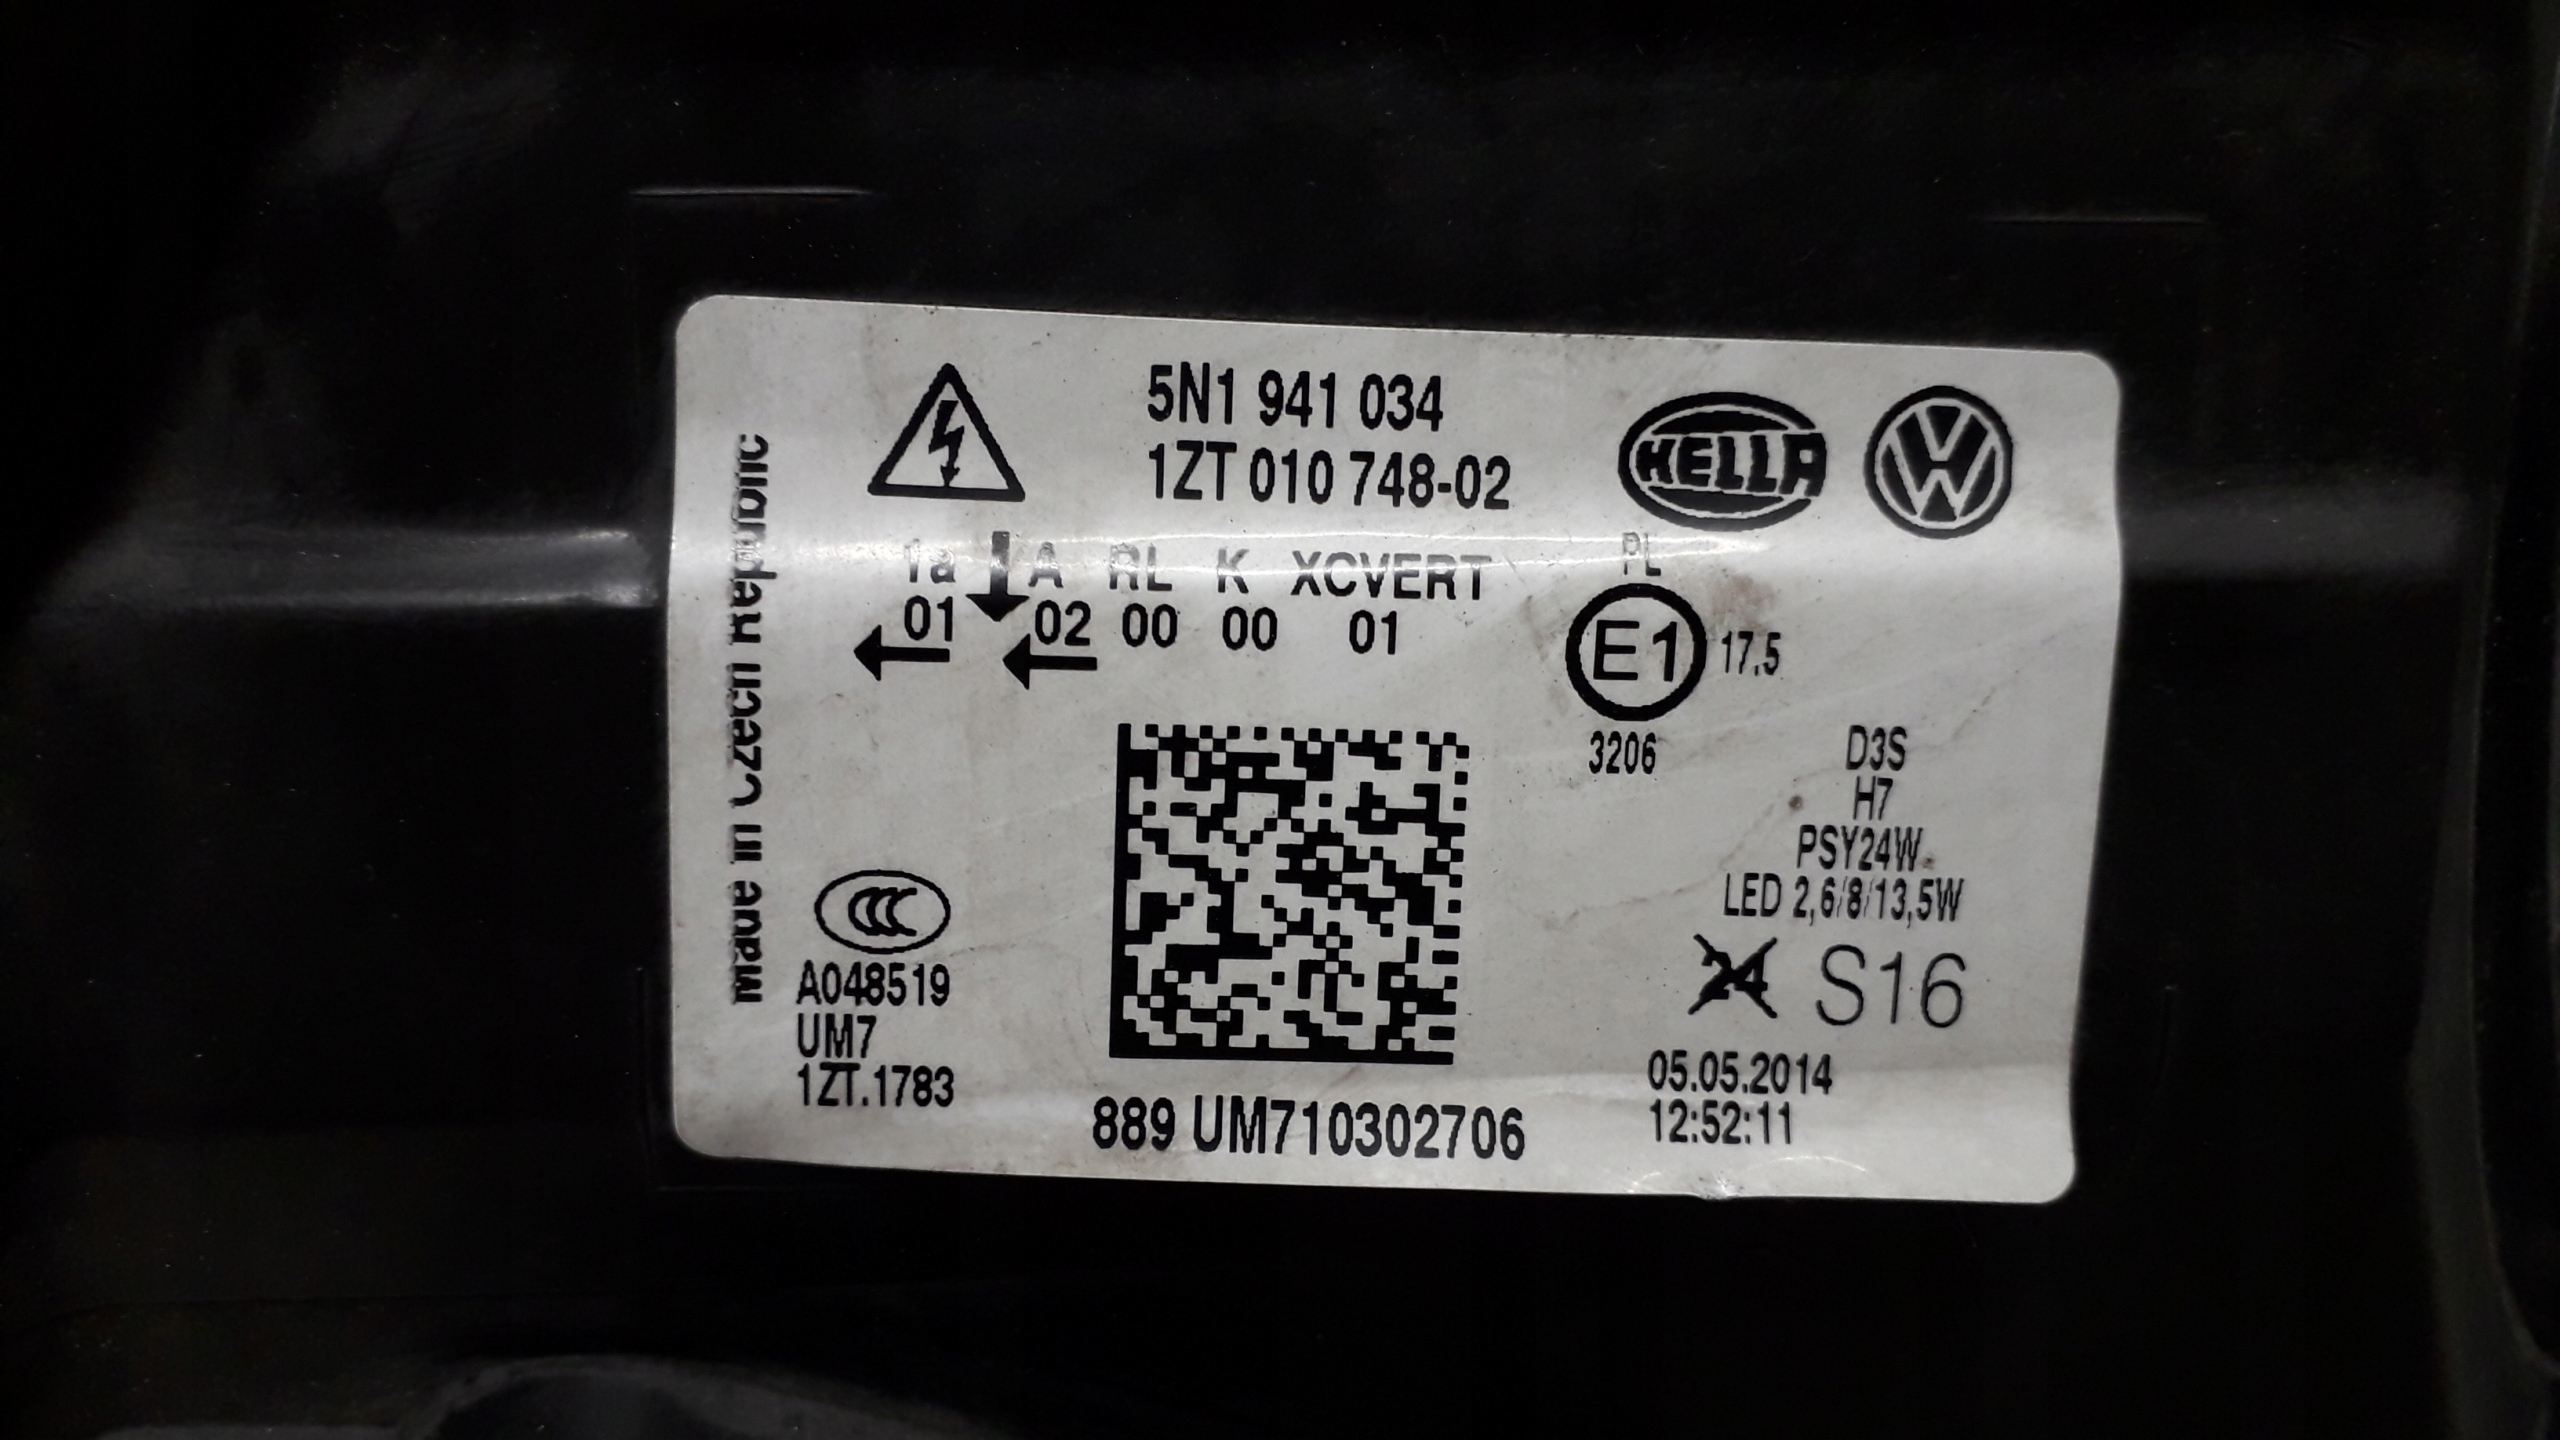 5N1 941 034
1ZT 010 748-02
HELLA
1a A RL K XCVERT
01 02 00 00 01
PL
E1 17.5
3206
D3S
H7
PSY24W
LED 2,6/8/13,5W
24 S16
05.05.2014
12:52:11
Made in Czech Republic
CCC
A048519
UM7
1ZT.1783
889 UM710302706